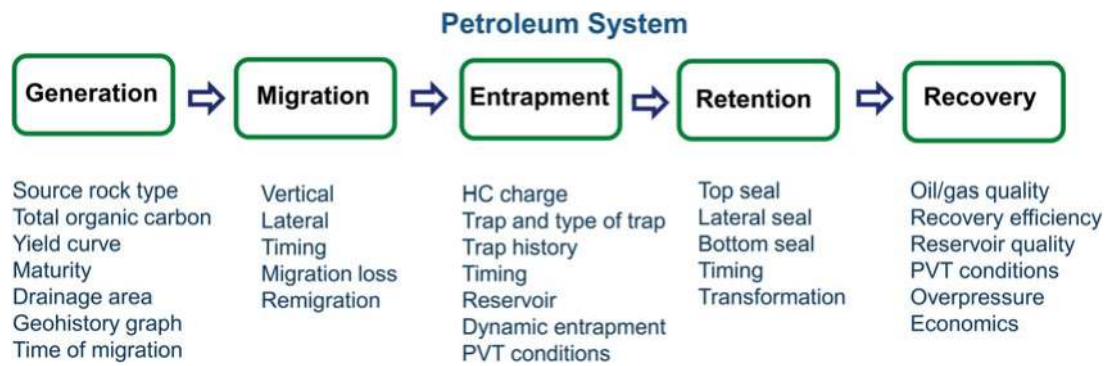 Petroleum System
Generation
Migration
Entrapment
Retention
Recovery
Source rock type
Total organic carbon
Yield curve
Maturity
Drainage area
Geohistory graph
Time of migration
Vertical
Lateral
Timing
Migration loss
Remigration
HC charge
Trap and type of trap
Trap history
Timing
Reservoir
Dynamic entrapment
PVT conditions
Top seal
Lateral seal
Bottom seal
Timing
Transformation
Oil/gas quality
Recovery efficiency
Reservoir quality
PVT conditions
Overpressure
Economics